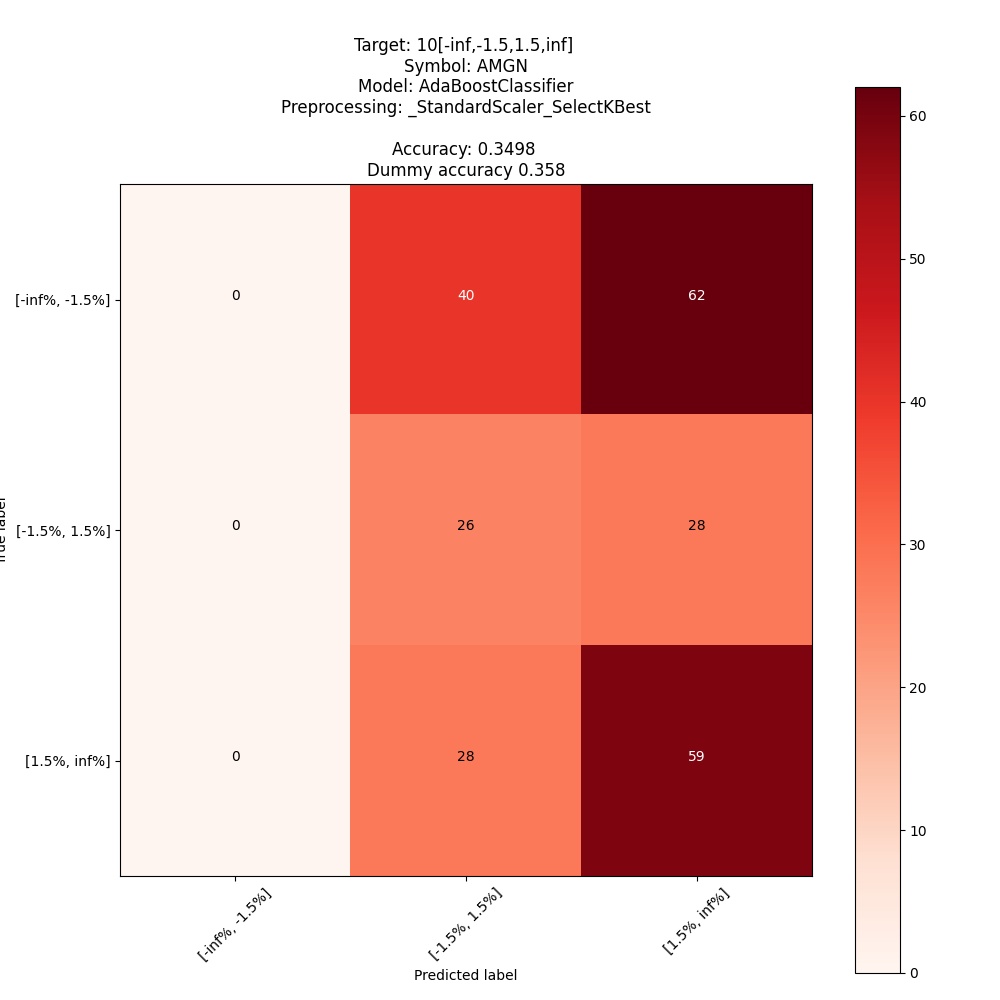 Target: 10[-inf,-1.5,1.5,inf]
Symbol: AMGN
Model: AdaBoostClassifier
Preprocessing: _StandardScaler_SelectKBest
Accuracy: 0.3498
Dummy accuracy 0.358
60
50
40
30
20
10
0
[-inf%, -1.5%]
0
40
62
[-1.5%, 1.5%]
0
26
28
[1.5%, inf%]
0
28
59
[-inf%, -1.5%]
[-1.5%, 1.5%]
[1.5%, inf%]
Predicted label